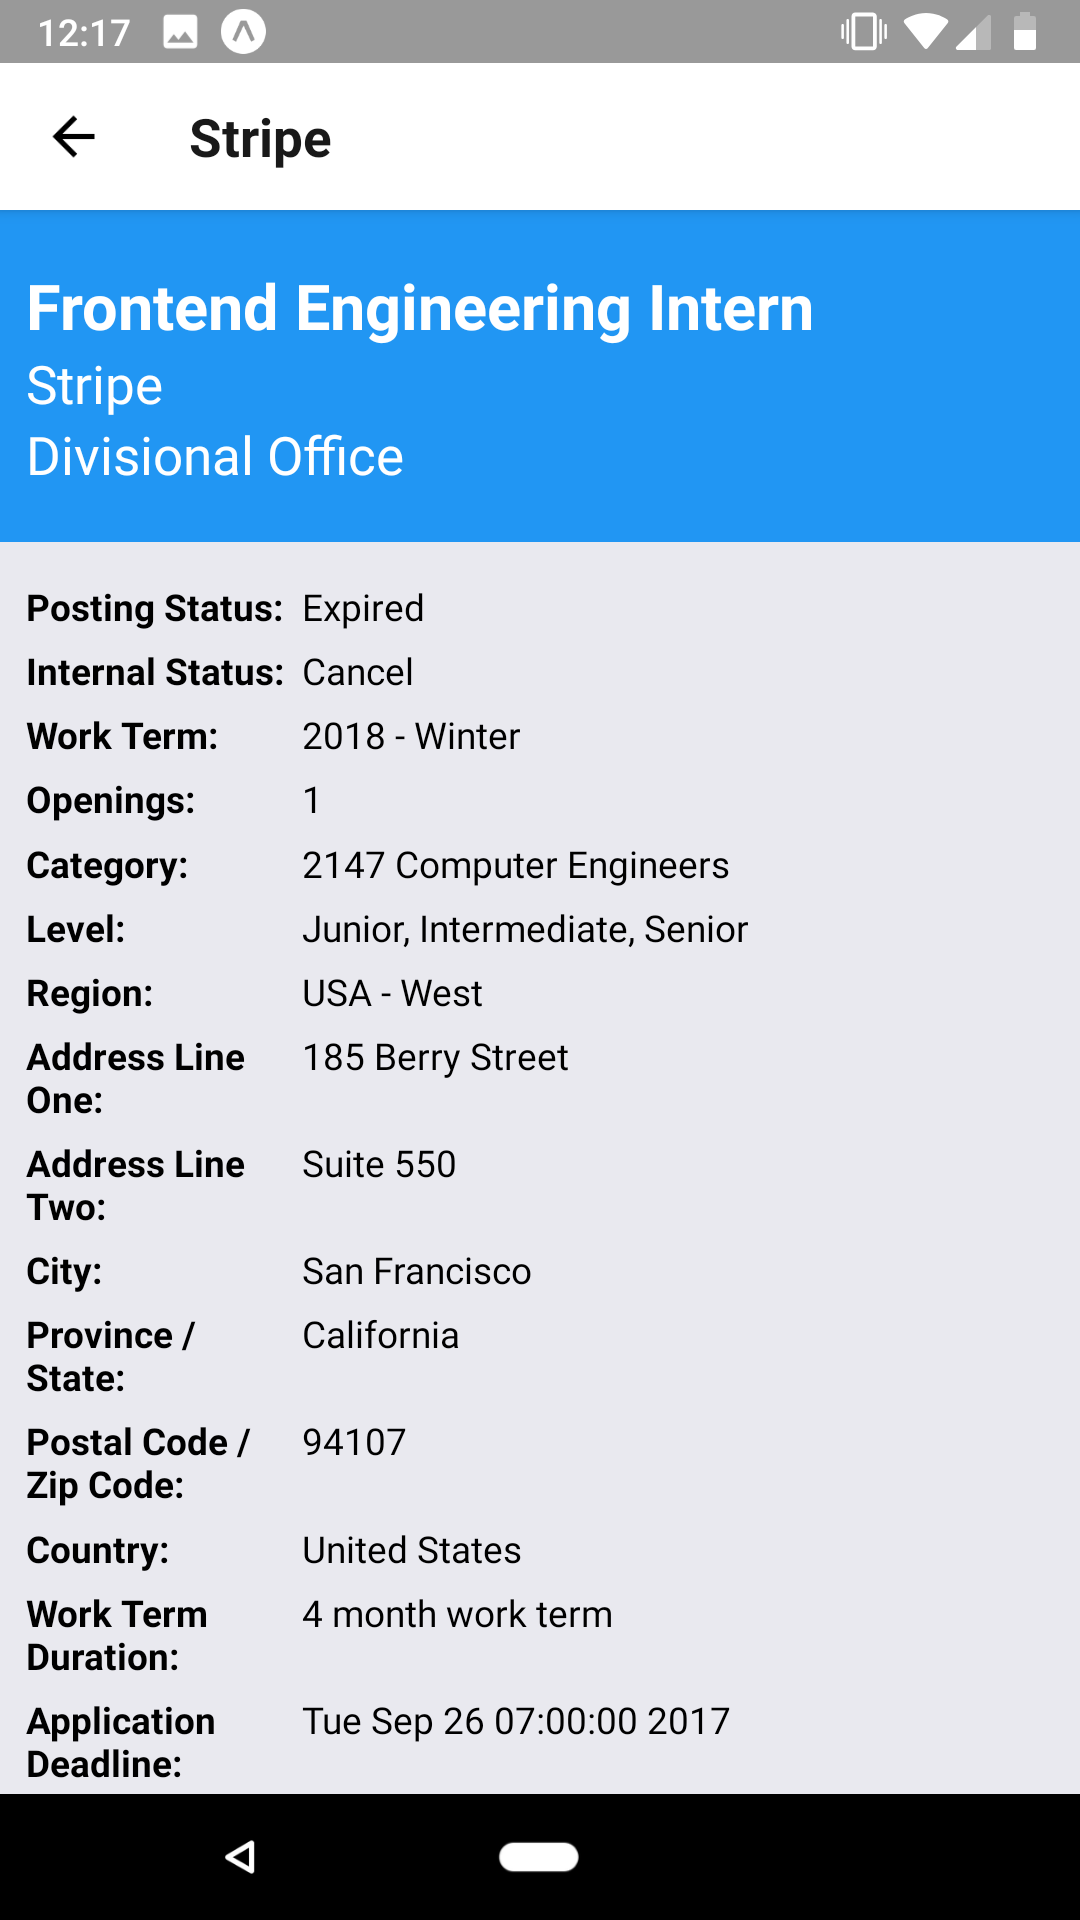 12:17
Stripe
Frontend Engineering Intern
Stripe
Divisional Office
Posting Status: Expired
Internal Status: Cancel
Work Term: 2018 - Winter
Openings: 1
Category: 2147 Computer Engineers
Level: Junior, Intermediate, Senior
Region: USA - West
Address Line 185 Berry Street
One:
Address Line Suite 550
Two:
City: San Francisco
Province / California
State:
Postal Code / 94107
Zip Code:
Country: United States
Work Term 4 month work term
Duration:
Application Tue Sep 26 07:00:00 2017
Deadline: